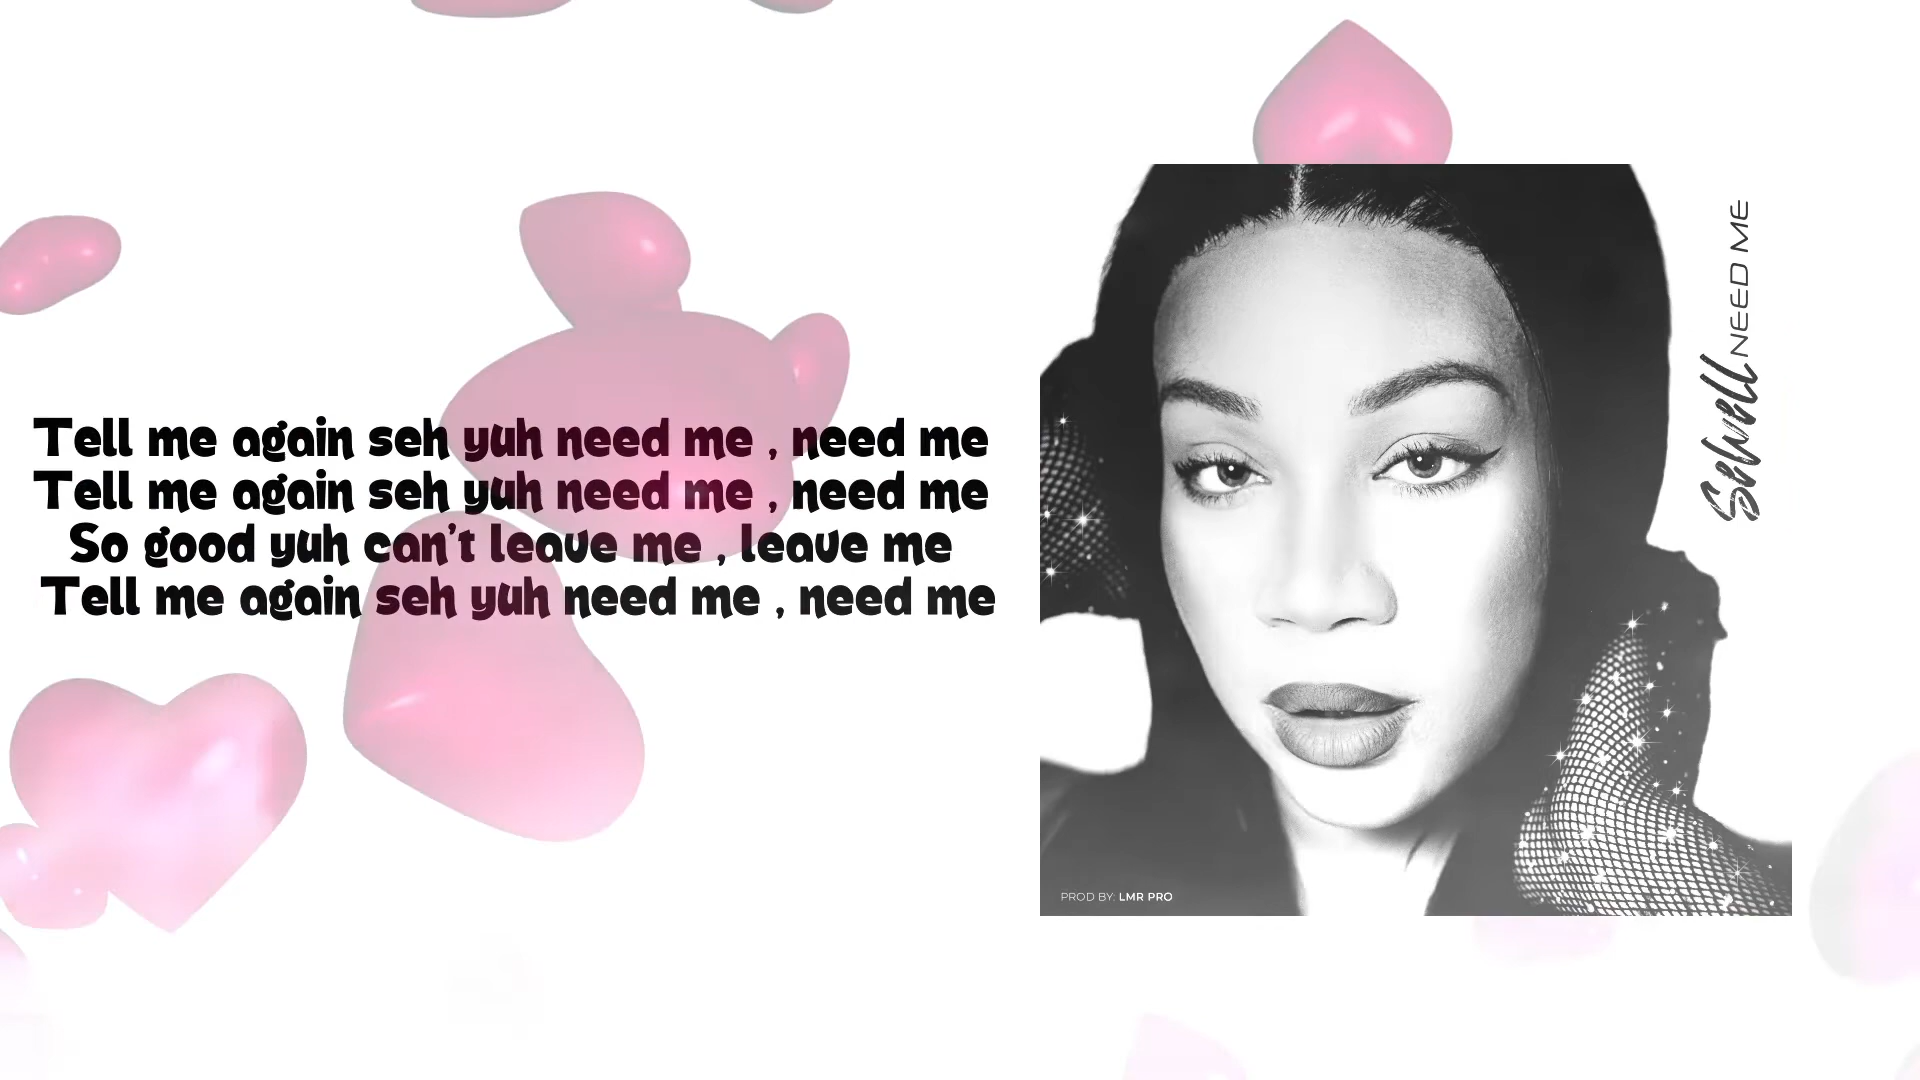 Tell me again seh yuh need me , need me
Tell me again seh yuh need me , need me
So good yuh can't leave me , leave me
Tell me again seh yuh need me , need me
Sewell NEED ME
PROD BY: LMR PRO